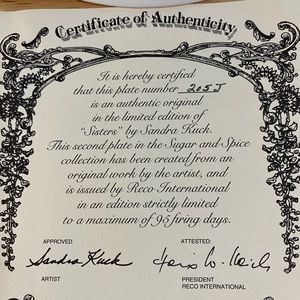 Certificate of Authenticity
It is hereby certified
that this plate number 205J
is an authentic original
in the limited edition of
"Sisters" by Sandra Kuck.
This second plate in the Sugar and Spice
collection has been created from an
original work by the artist, and
is issued by Reco International
in an edition strictly limited
to a maximum of 95 firing days.
APPROVED ATTESTED:
Sandra Kuck
ARTIST PRESIDENT
RECO INTERNATIONAL